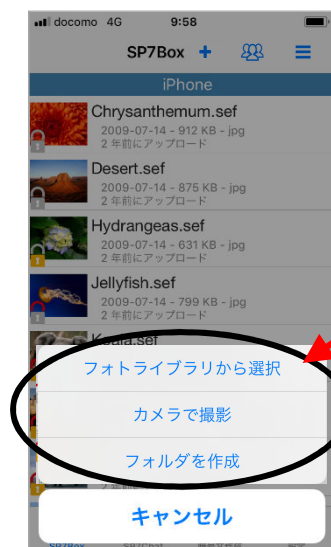 docomo 4G 9:58
SP7Box +
iPhone
Chrysanthemum.sef
2009-07-14 - 912 KB - jpg
2 年前にアップロード
Desert.sef
2009-07-14 - 875 KB - jpg
2 年前にアップロード
Hydrangeas.sef
2009-07-14 - 631 KB - jpg
2 年前にアップロード
Jellyfish.sef
2009-07-14 - 799 KB - jpg
2 年前にアップロード
Koala.sef
フォトライブラリから選択
カメラで撮影
フォルダを作成
キャンセル
SP7Box SP7Chat